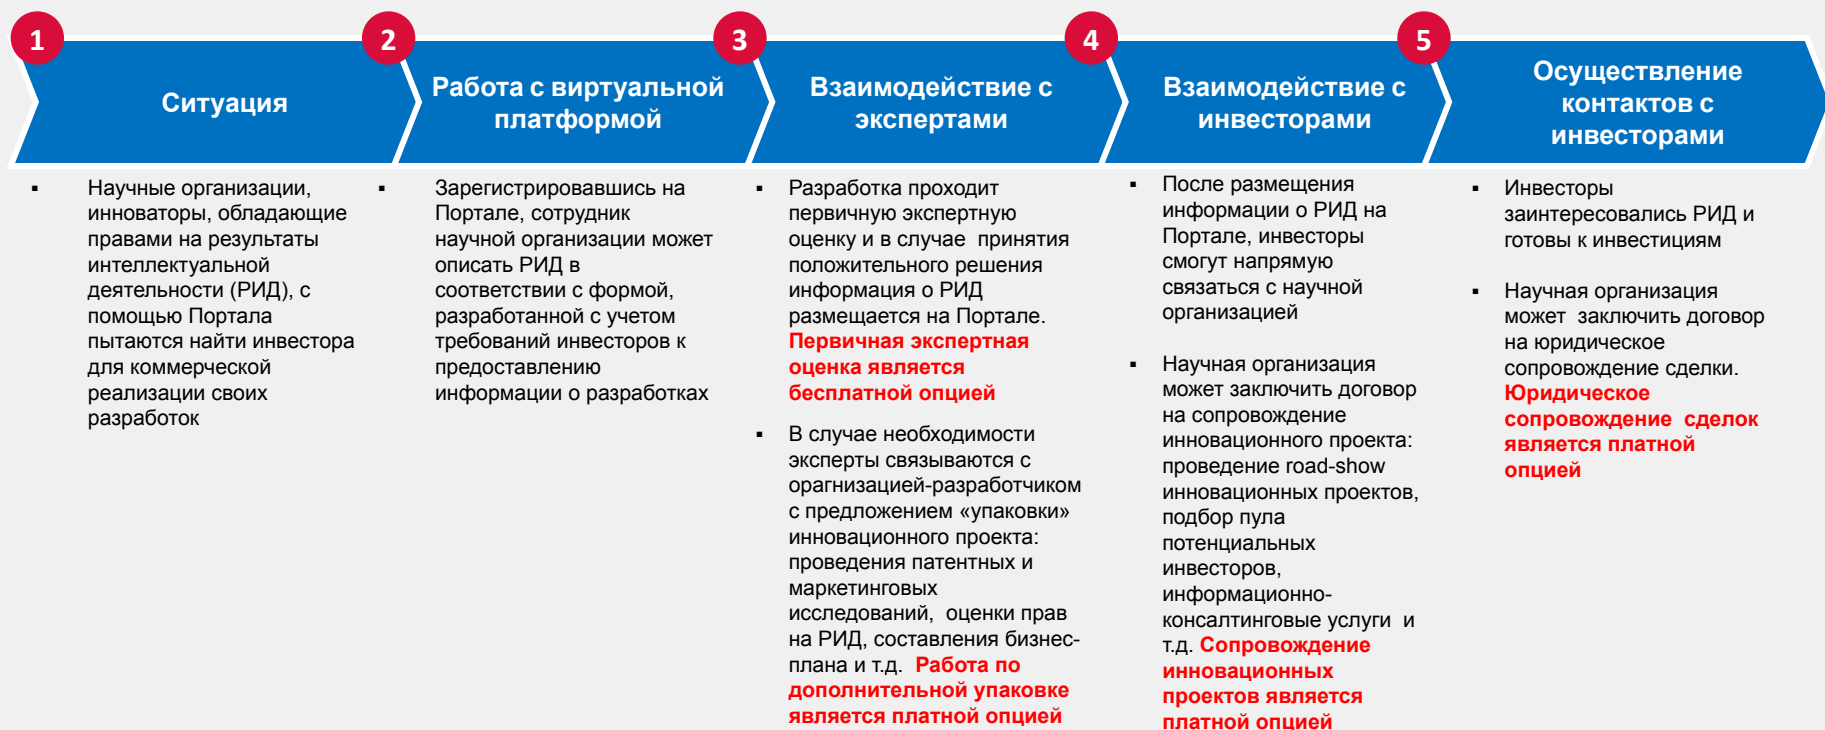 1
Ситуация
▪ Научные организации,
инноваторы, обладающие
правами на результаты
интеллектуальной
деятельности (РИД), с
помощью Портала
пытаются найти инвестора
для коммерческой
реализации своих
разработок
2
Работа с виртуальной
платформой
▪ Зарегистрировавшись на
Портале, сотрудник
научной организации может
описать РИД в
соответствии с формой,
разработанной с учетом
требований инвесторов к
предоставлению
информации о разработках
3
Взаимодействие с
экспертами
▪ Разработка проходит
первичную экспертную
оценку и в случае принятия
положительного решения
информация о РИД
размещается на Портале.
Первичная экспертная
оценка является
бесплатной опцией
▪ В случае необходимости
эксперты связываются с
орагнизацией-разработчиком
с предложением «упаковки»
инновационного проекта:
проведения патентных и
маркетинговых
исследований, оценки прав
на РИД, составления бизнес-
плана и т.д. Работа по
дополнительной упаковке
является платной опцией
4
Взаимодействие с
инвесторами
▪ После размещения
информации о РИД на
Портале, инвесторы
смогут напрямую
связаться с научной
организацией
▪ Научная организация
может заключить договор
на сопровождение
инновационного проекта:
проведение road-show
инновационных проектов,
подбор пула
потенциальных
инвесторов,
информационно-
консалтинговые услуги и
т.д. Сопровождение
инновационных
проектов является
платной опцией
5
Осуществление
контактов с
инвесторами
▪ Инвесторы
заинтересовались РИД и
готовы к инвестициям
▪ Научная организация
может заключить договор
на юридическое
сопровождение сделки.
Юридическое
сопровождение сделок
является платной
опцией